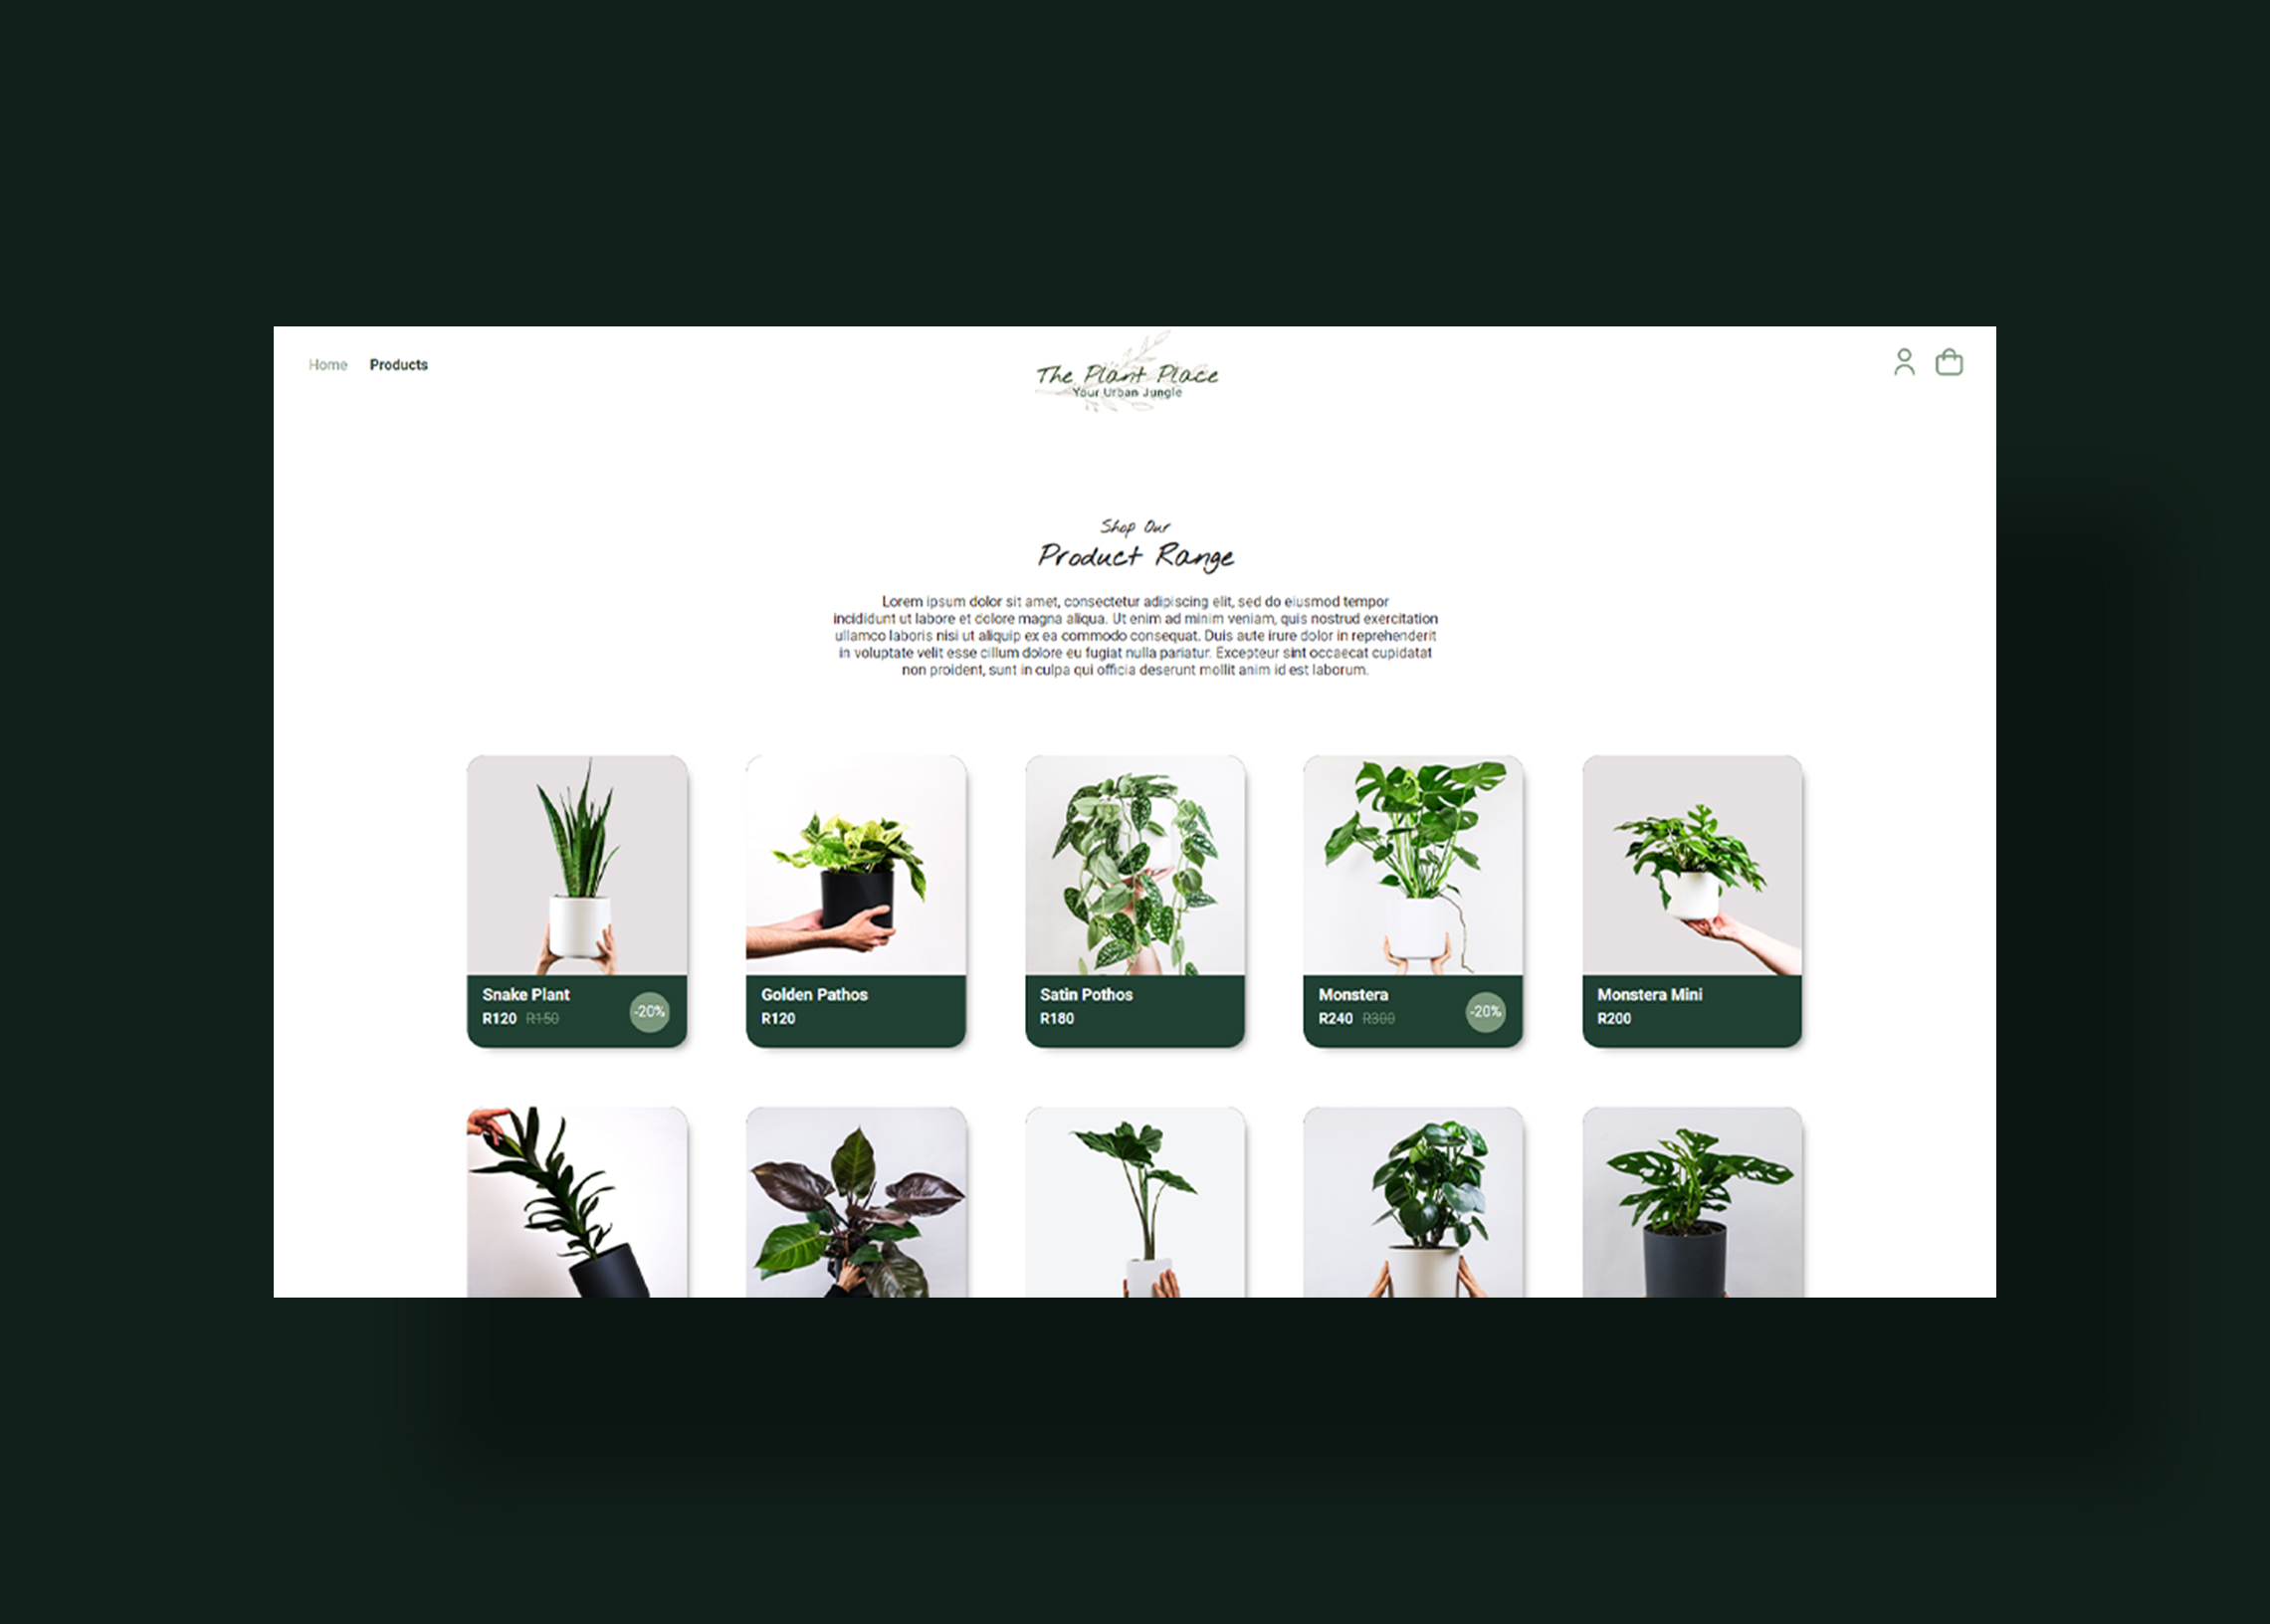 Home Products
The Plant Place
Your Urban Jungle
Shop Our
Product Range
Lorem ipsum dolor sit amet, consectetur adipiscing elit, sed do eiusmod tempor
incididunt ut labore et dolore magna aliqua. Ut enim ad minim veniam, quis nostrud exercitation
ullamco laboris nisi ut aliquip ex ea commodo consequat. Duis aute irure dolor in reprehenderit
in voluptate velit esse cillum dolore eu fugiat nulla pariatur. Excepteur sint occaecat cupidatat
non proident, sunt in culpa qui officia deserunt mollit anim id est laborum.
Snake Plant
R120 R150
-20%
Golden Pathos
R120
Satin Pothos
R180
Monstera
R240 R300
-20%
Monstera Mini
R200